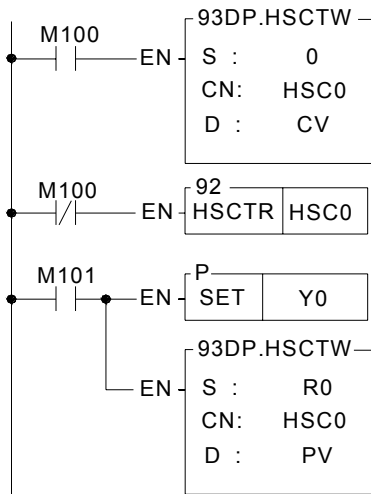 93DP.HSCTW
M100
EN
S : 0
CN: HSC0
D : CV
M100
EN
92
HSCTR HSC0
M101
EN
P
SET Y0
93DP.HSCTW
EN
S : R0
CN: HSC0
D : PV